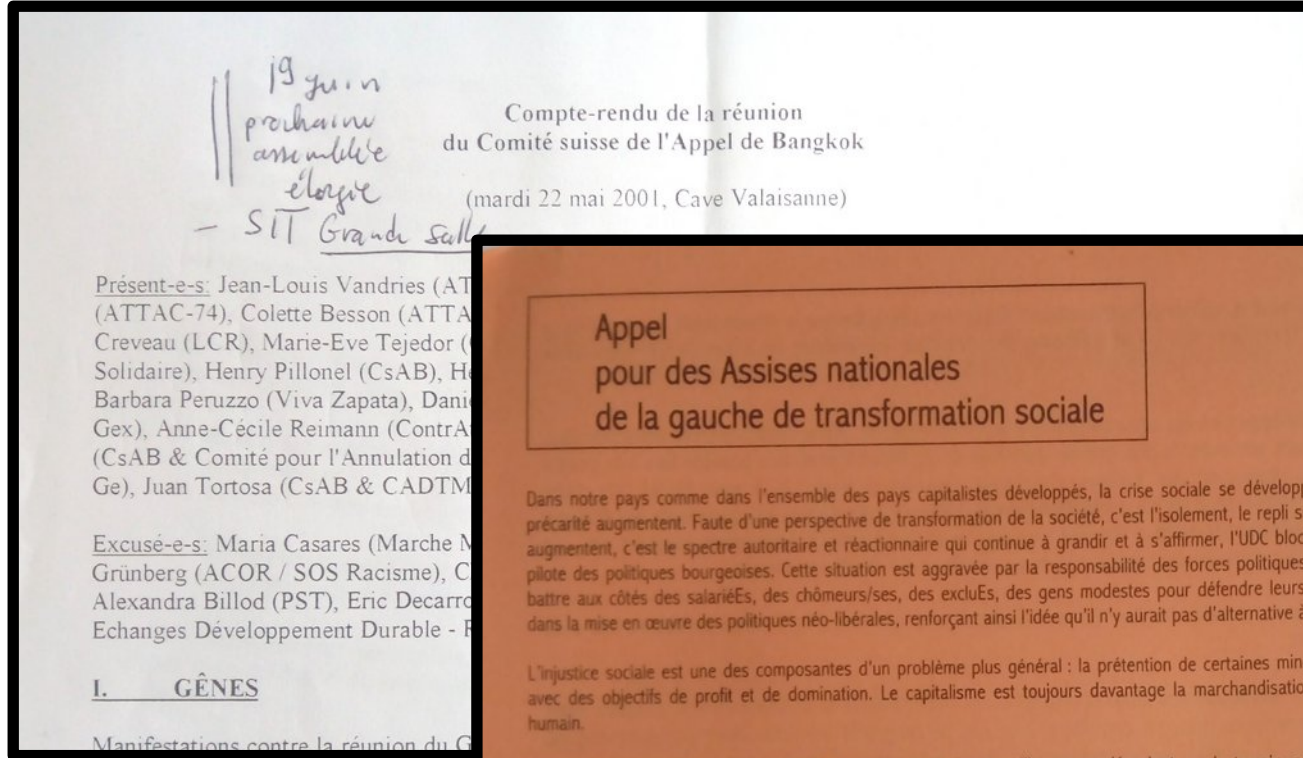 19 juin
prochaine
assemblée
élargie
– SIT Grande Salle
Compte-rendu de la réunion
du Comité suisse de l'Appel de Bangkok
(mardi 22 mai 2001, Cave Valaisanne)
Présent-e-s: Jean-Louis Vandries (AT
(ATTAC-74), Colette Besson (ATTA
Creveau (LCR), Marie-Eve Tejedor (
Solidaire), Henry Pillonel (CsAB), H
Barbara Peruzzo (Viva Zapata), Dani
Gex), Anne-Cécile Reimann (ContrA
(CsAB & Comité pour l'Annulation d
Ge), Juan Tortosa (CsAB & CADTM
Excusé-e-s: Maria Casares (Marche M
Grünberg (ACOR / SOS Racisme), C
Alexandra Billod (PST), Eric Decarro
Echanges Développement Durable -
I. GÊNES
Manifestations contre la réunion du G
Appel
pour des Assises nationales
de la gauche de transformation sociale
Dans notre pays comme dans l'ensemble des pays capitalistes développés, la crise sociale se développ
précarité augmentent. Faute d'une perspective de transformation de la société, c'est l'isolement, le repli s
augmentent, c'est le spectre autoritaire et réactionnaire qui continue à grandir et à s'affirmer, l'UDC bloc
pilote des politiques bourgeoises. Cette situation est aggravée par la responsabilité des forces politiques
battre aux côtés des salariéEs, des chômeurs/ses, des excluEs, des gens modestes pour défendre leurs
dans la mise en œuvre des politiques néo-libérales, renforçant ainsi l'idée qu'il n'y aurait pas d'alternative à
L'injustice sociale est une des composantes d'un problème plus général : la prétention de certaines min
avec des objectifs de profit et de domination. Le capitalisme est toujours davantage la marchandisatio
humain.